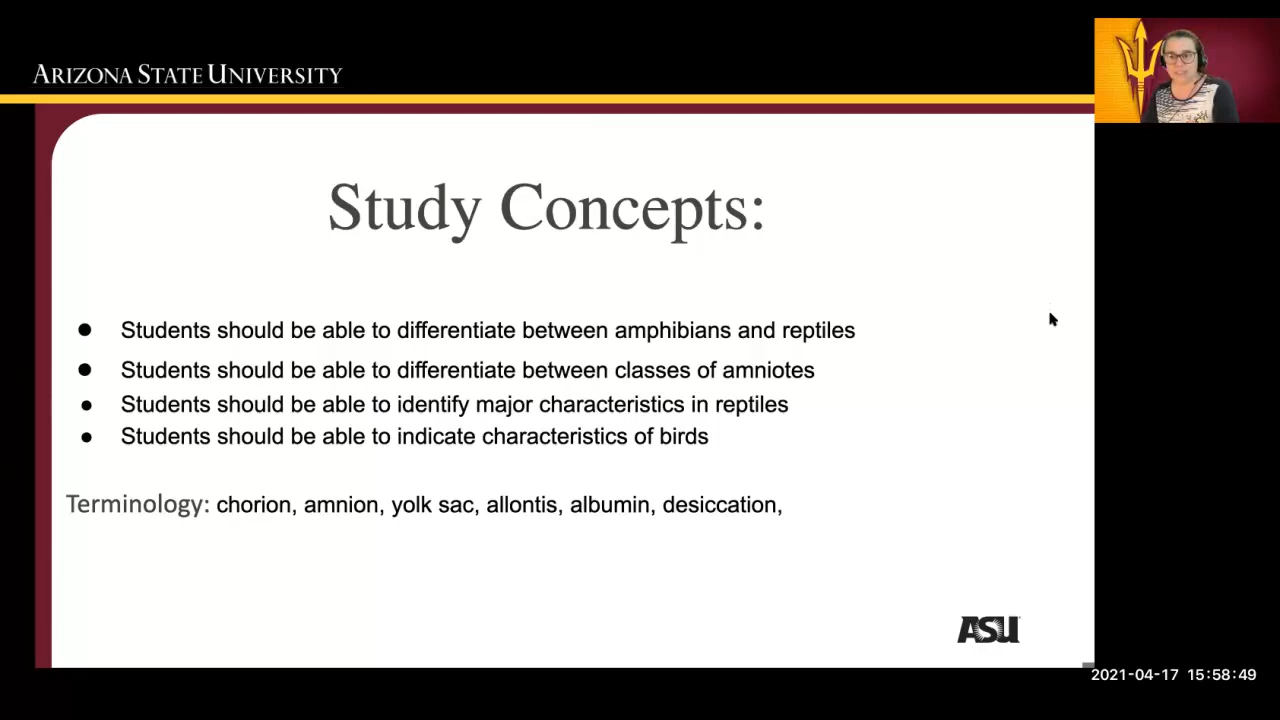 ARIZONA STATE UNIVERSITY
Study Concepts:
● Students should be able to differentiate between amphibians and reptiles
● Students should be able to differentiate between classes of amniotes
● Students should be able to identify major characteristics in reptiles
● Students should be able to indicate characteristics of birds
Terminology: chorion, amnion, yolk sac, allontis, albumin, desiccation,
ASU
2021-04-17 15:58:49